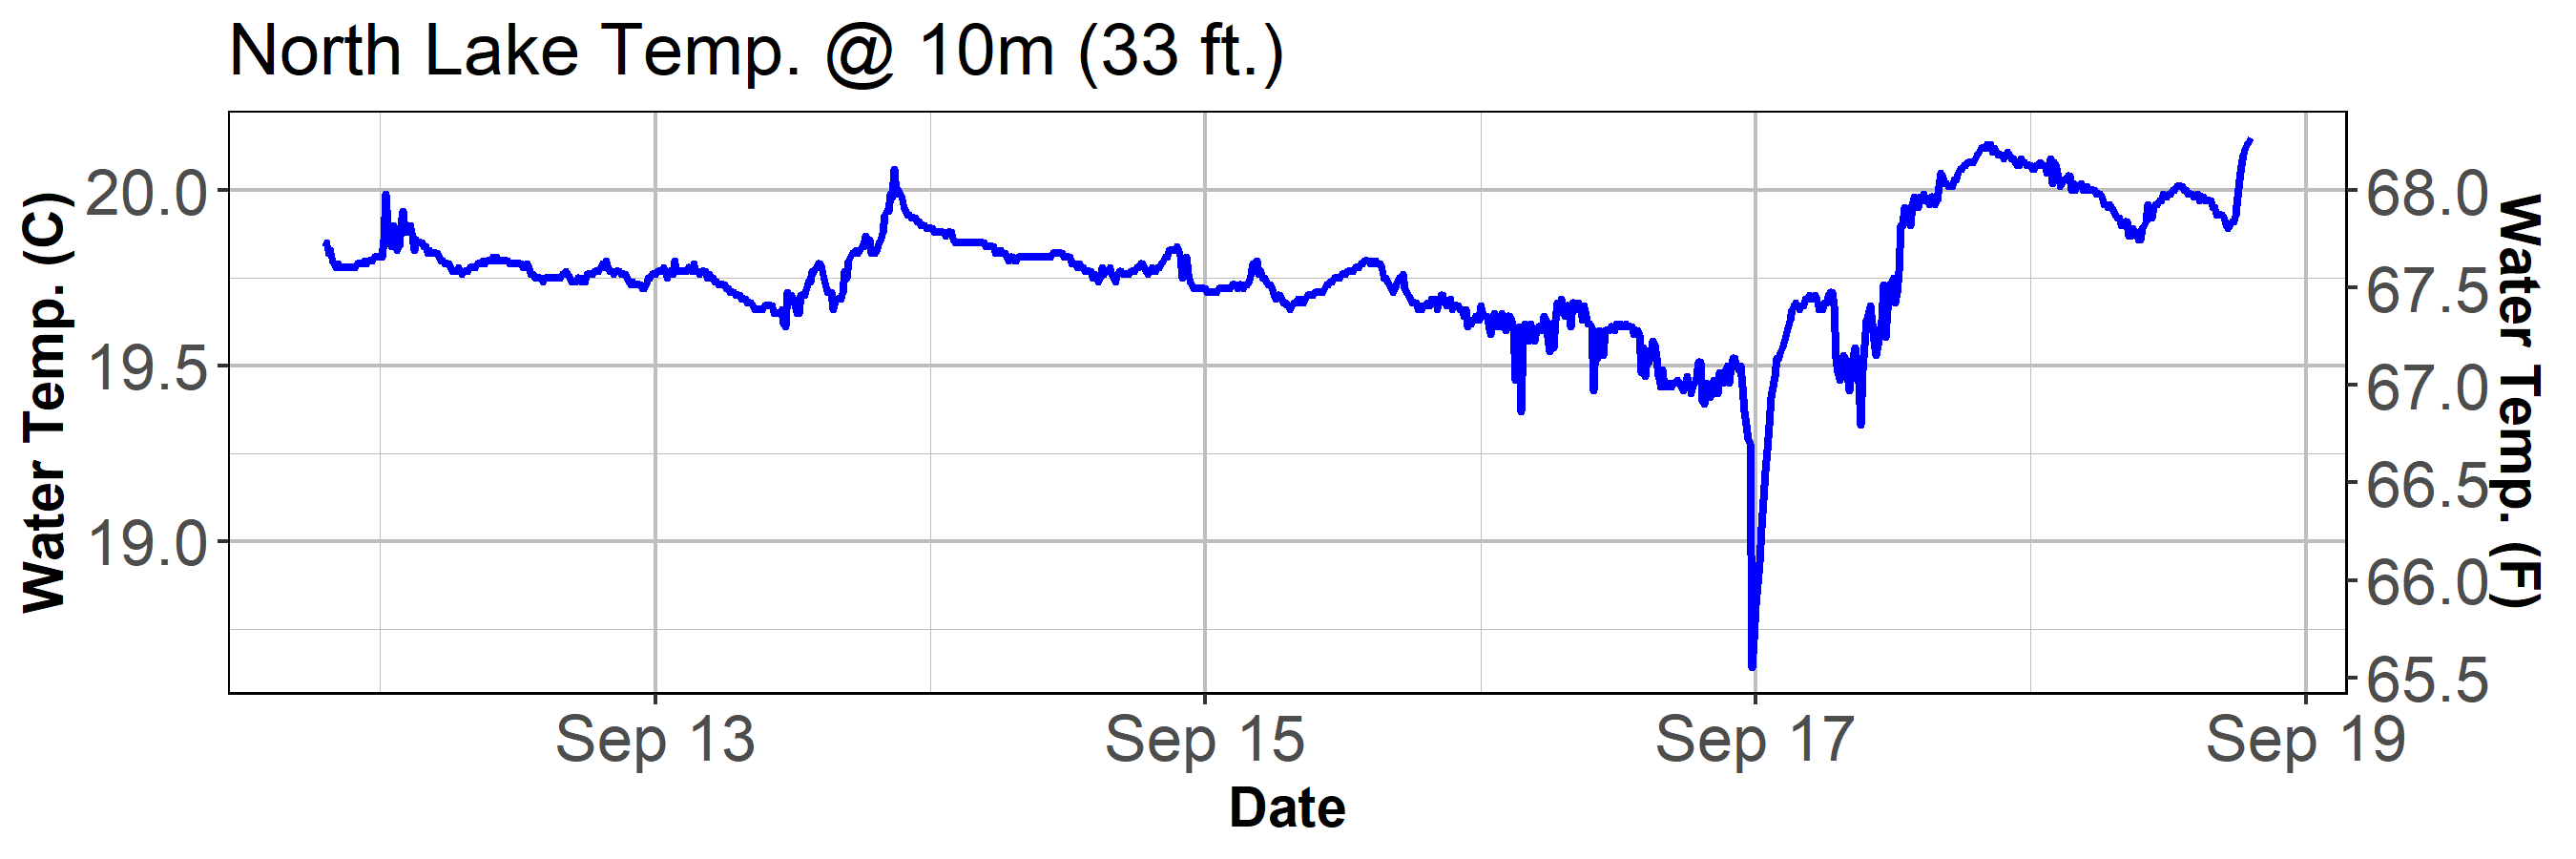 North Lake Temp. @ 10m (33 ft.)
Water Temp. (C)
20.0
19.5
19.0
68.0
67.5
67.0
66.5
66.0
65.5
Water Temp. (F)
Sep 13
Sep 15
Sep 17
Sep 19
Date